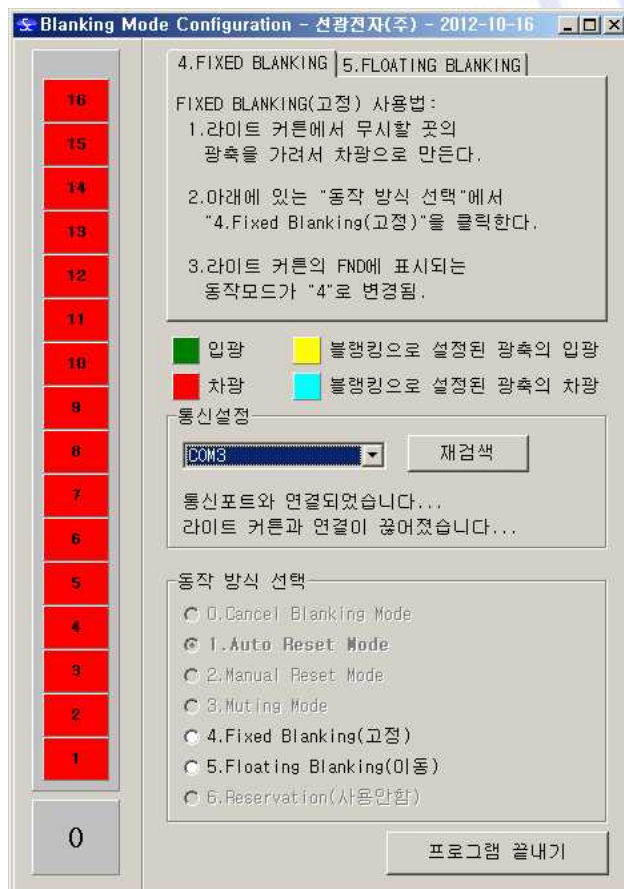 Blanking Mode Configuration - 선광전자(주) - 2012-10-16
16
15
14
13
12
11
10
9
8
7
6
5
4
3
2
1
0
4.FIXED BLANKING
5.FLOATING BLANKING
FIXED BLANKING(고정) 사용법:
1.라이트 커튼에서 무시할 곳의
광축을 가려서 차광으로 만든다.
2.아래에 있는 "동작 방식 선택"에서
"4.Fixed Blanking(고정)"을 클릭한다.
3.라이트 커튼의 FND에 표시되는
동작모드가 "4"로 변경됨.
입광
블랭킹으로 설정된 광축의 입광
차광
블랭킹으로 설정된 광축의 차광
통신설정
COM3
재검색
통신포트와 연결되었습니다...
라이트 커튼과 연결이 끊어졌습니다...
동작 방식 선택
0.Cancel Blanking Mode
1.Auto Reset Mode
2.Manual Reset Mode
3.Muting Mode
4.Fixed Blanking(고정)
5.Floating Blanking(이동)
6.Reservation(사용안함)
프로그램 끝내기